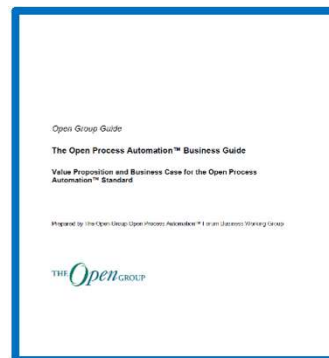 Open Group Guide
The Open Process Automation™ Business Guide
Value Proposition and Business Case for the Open Process
Automation™ Standard
Prepared by The Open Group Open Process Automation™ Forum Business Working Group
THE Open GROUP